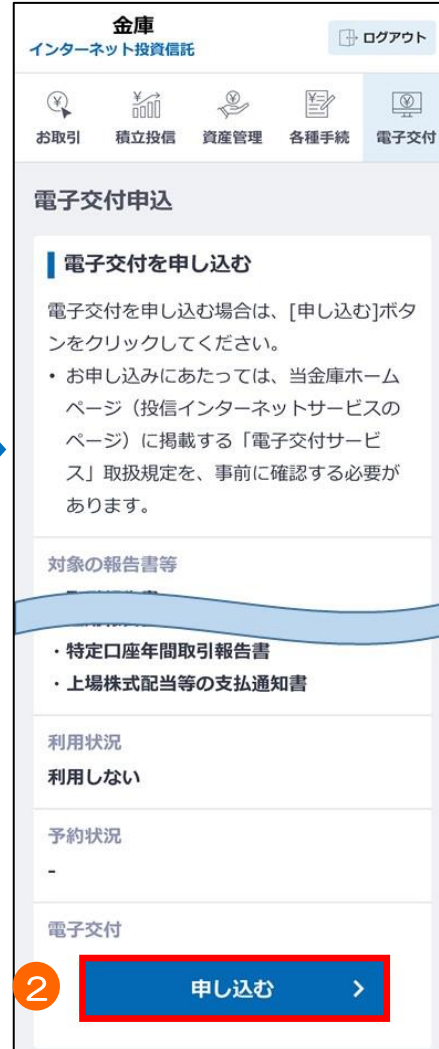 金庫
インターネット投資信託
ログアウト
お取引 積立投信 資産管理 各種手続 電子交付
電子交付申込
電子交付を申し込む
電子交付を申し込む場合は、[申し込む]ボタ
ンをクリックしてください。
・お申し込みにあたっては、当金庫ホーム
ページ（投信インターネットサービスの
ページ）に掲載する「電子交付サービ
ス」取扱規定を、事前に確認する必要が
あります。
対象の報告書等
・特定口座年間取引報告書
・上場株式配当等の支払通知書
利用状況
利用しない
予約状況
-
電子交付
2
申し込む